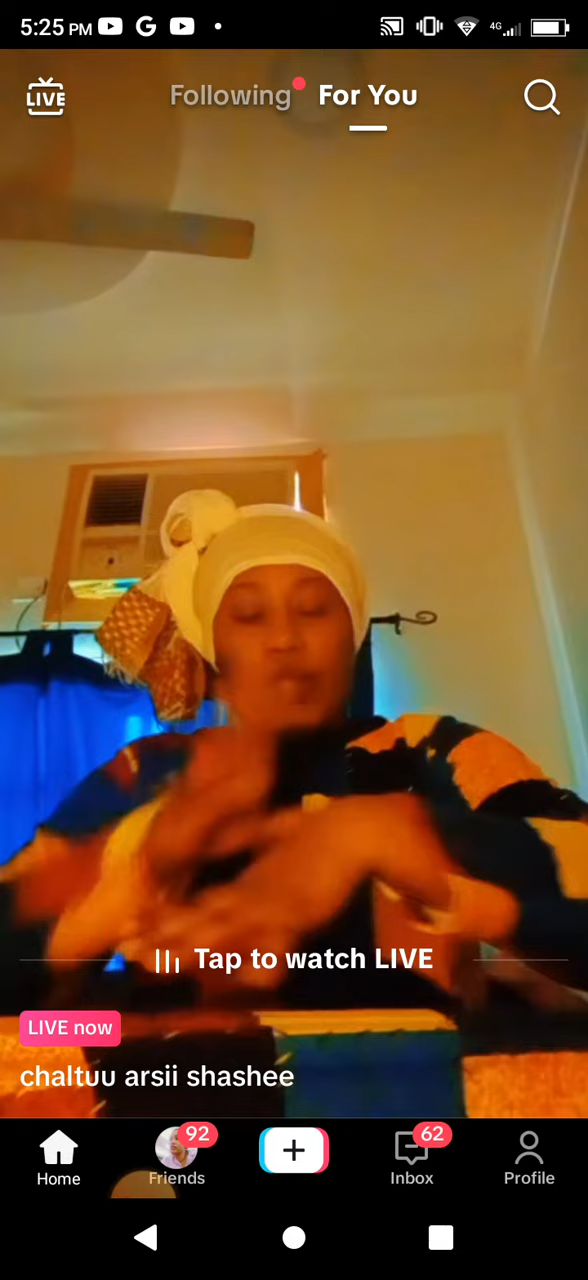 5:25 PM
4G
LIVE
Following
For You
Tap to watch LIVE
LIVE now
chaltuu arsii shashee
92
62
Home
Friends
Inbox
Profile